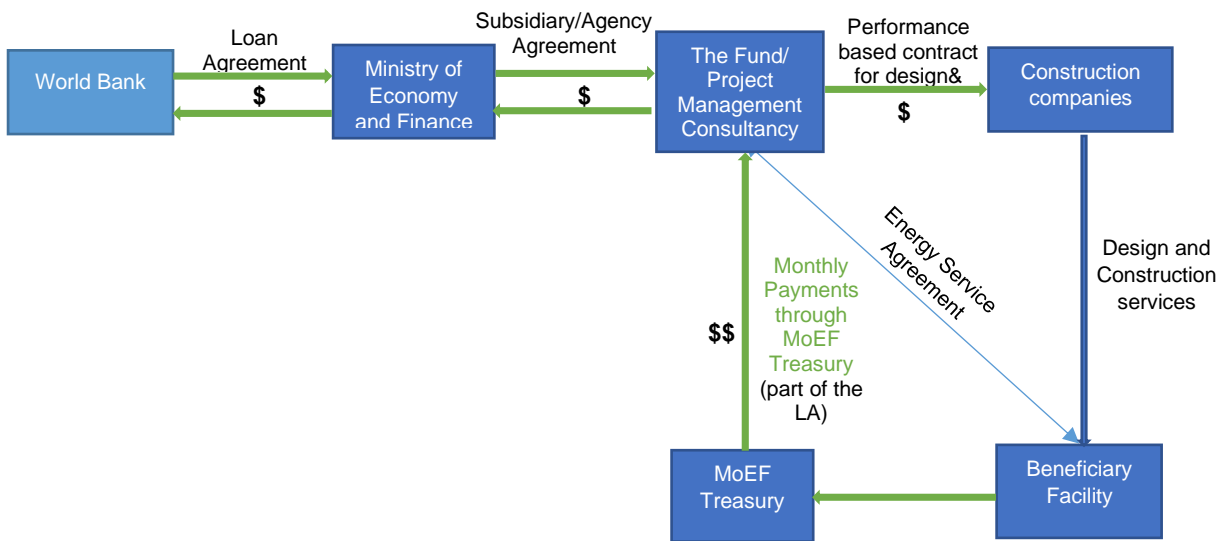 World Bank
Loan
Agreement
$
Ministry of
Economy
and Finance
Subsidiary/Agency
Agreement
$
The Fund/
Project
Management
Consultancy
Performance
based contract
for design&
$
Construction
companies
Energy Service
Agreement
Design and
Construction
services
Monthly
Payments
through
MoEF
Treasury
(part of the
LA)
$$
MoEF
Treasury
Beneficiary
Facility